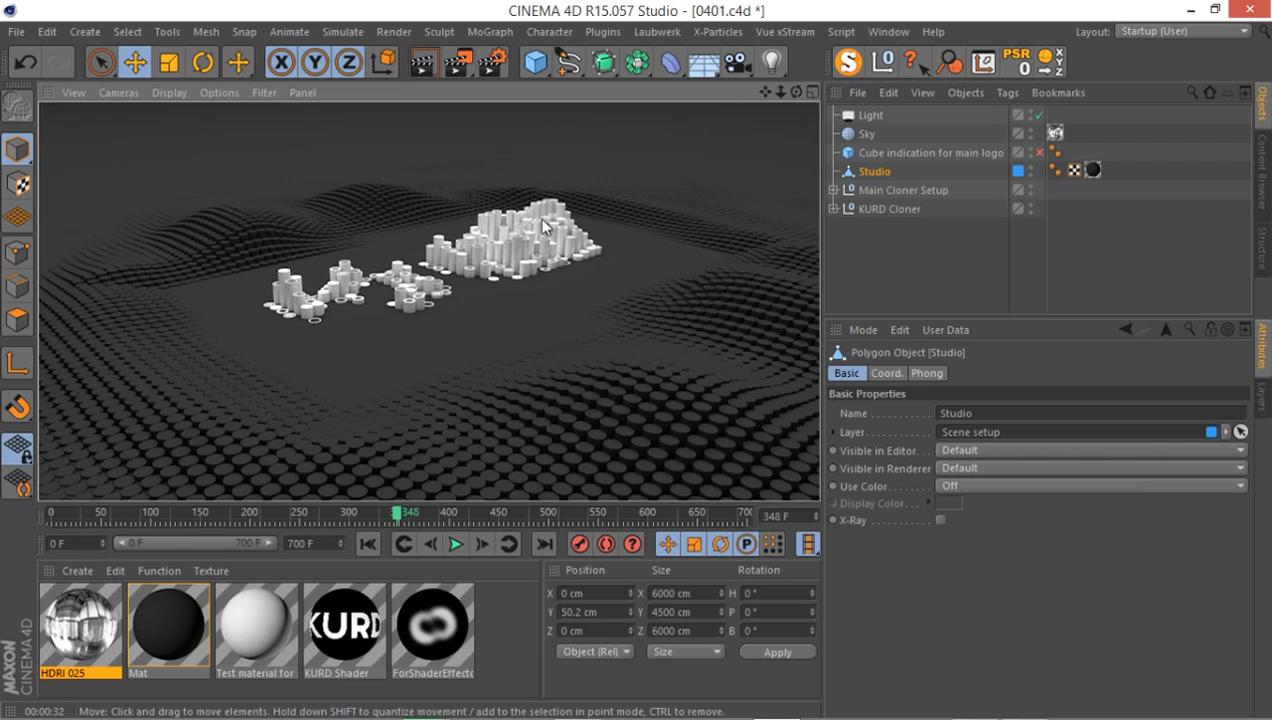 CINEMA 4D R15.057 Studio - [0401.c4d *]
File Edit Create Select Tools Mesh Snap Animate Simulate Render Sculpt MoGraph Character Plugins Laubwerk X-Particles Vue xStream Script Window Help Layout: Startup (User)
X Y Z S PSR 0
View Cameras Display Options Filter Panel
File Edit View Objects Tags Bookmarks
Light
Sky
Cube indication for main logo
Studio
Main Cloner Setup
KURD Cloner
Objects
Content Browser
Structure
Mode Edit User Data
Polygon Object [Studio]
Basic Coord. Phong
Basic Properties
Name Studio
Layer Scene setup
Visible in Editor Default
Visible in Renderer Default
Use Color Off
Display Color
X-Ray
Attributes
Layers
0 50 100 150 200 250 300 348 400 450 500 550 600 650 700 348 F
0 F 0 F 700 F 700 F
Create Edit Function Texture
HDRI 025
Mat
Test material for
KURD
KURD Shader
ForShaderEffecto
Position Size Rotation
X 0 cm X 6000 cm H 0 °
Y 50.2 cm Y 4500 cm P 0 °
Z 0 cm Z 6000 cm B 0 °
Object (Rel) Size Apply
MAXON CINEMA 4D
00:00:32 Move: Click and drag to move elements. Hold down SHIFT to quantize movement / add to the selection in point mode, CTRL to remove.